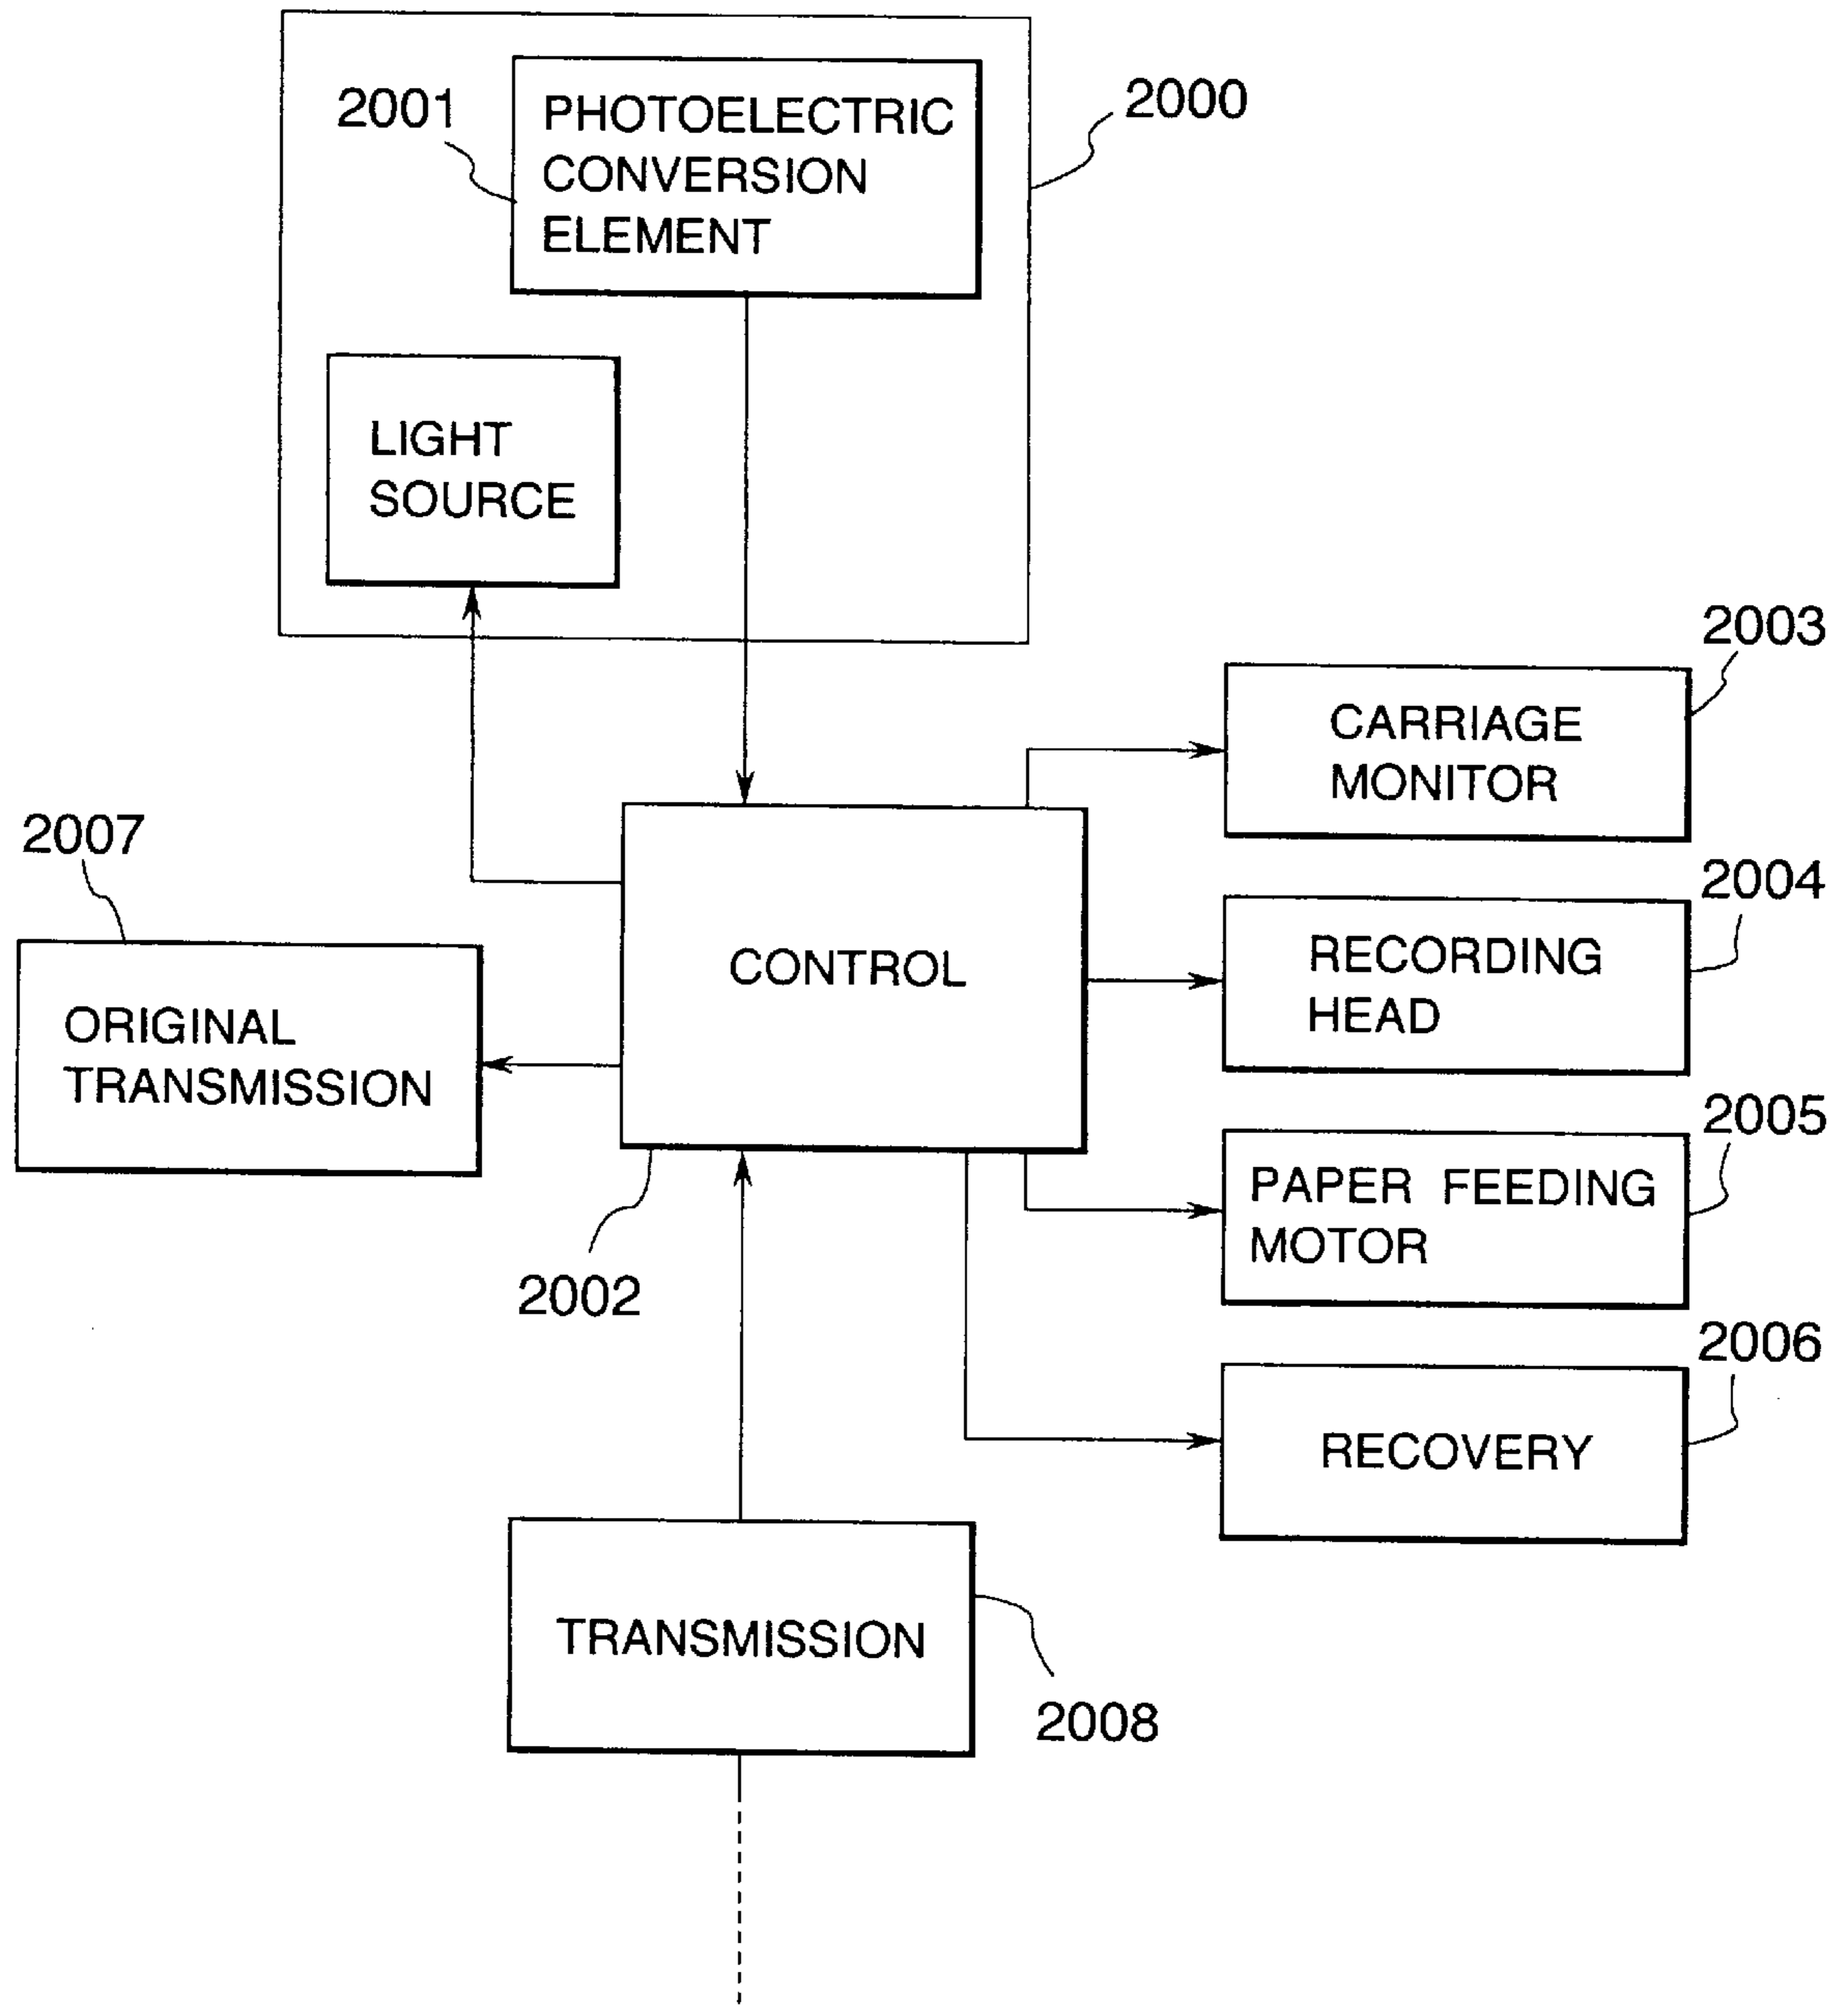 2001
PHOTOELECTRIC
CONVERSION
ELEMENT
2000
LIGHT
SOURCE
2003
CARRIAGE
MONITOR
2007
2004
RECORDING
HEAD
CONTROL
ORIGINAL
TRANSMISSION
2005
PAPER FEEDING
MOTOR
2002
2006
RECOVERY
TRANSMISSION
2008